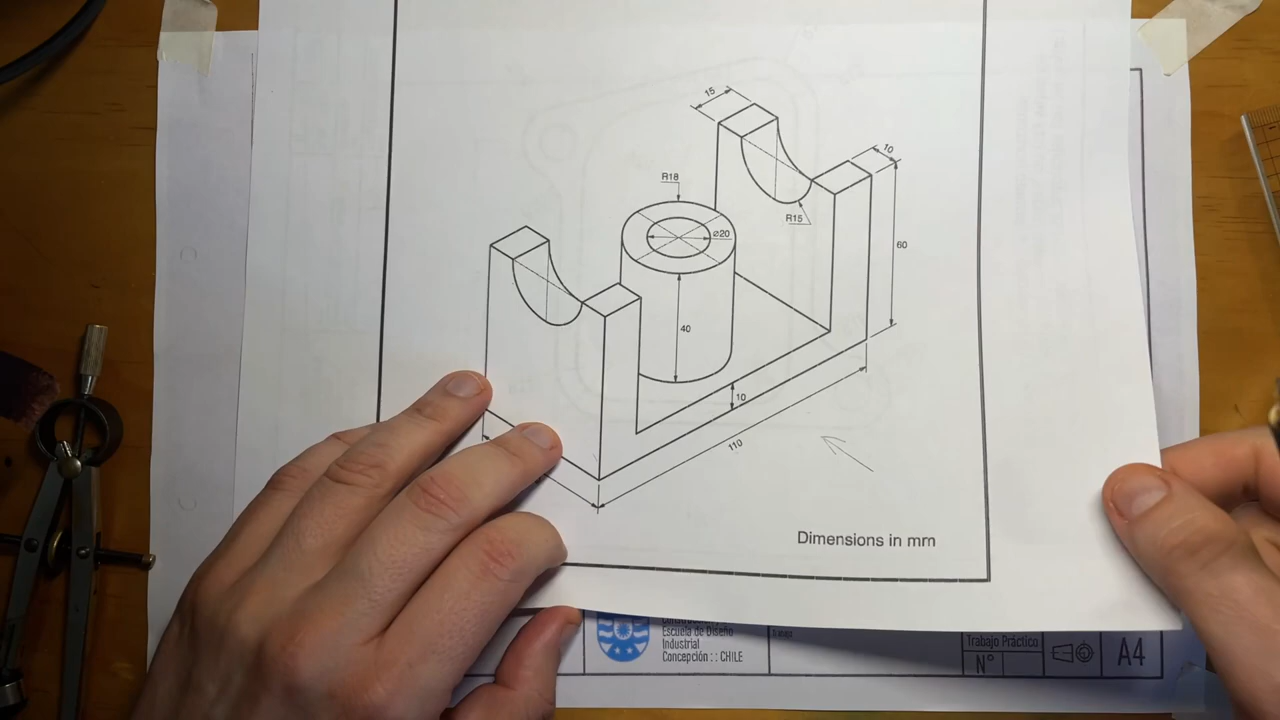 15
10
R18
R15
⌀20
60
40
10
110
Dimensions in mm
Escuela de Diseño
Industrial
Concepción :: CHILE
Trabajo Práctico
N°
A4